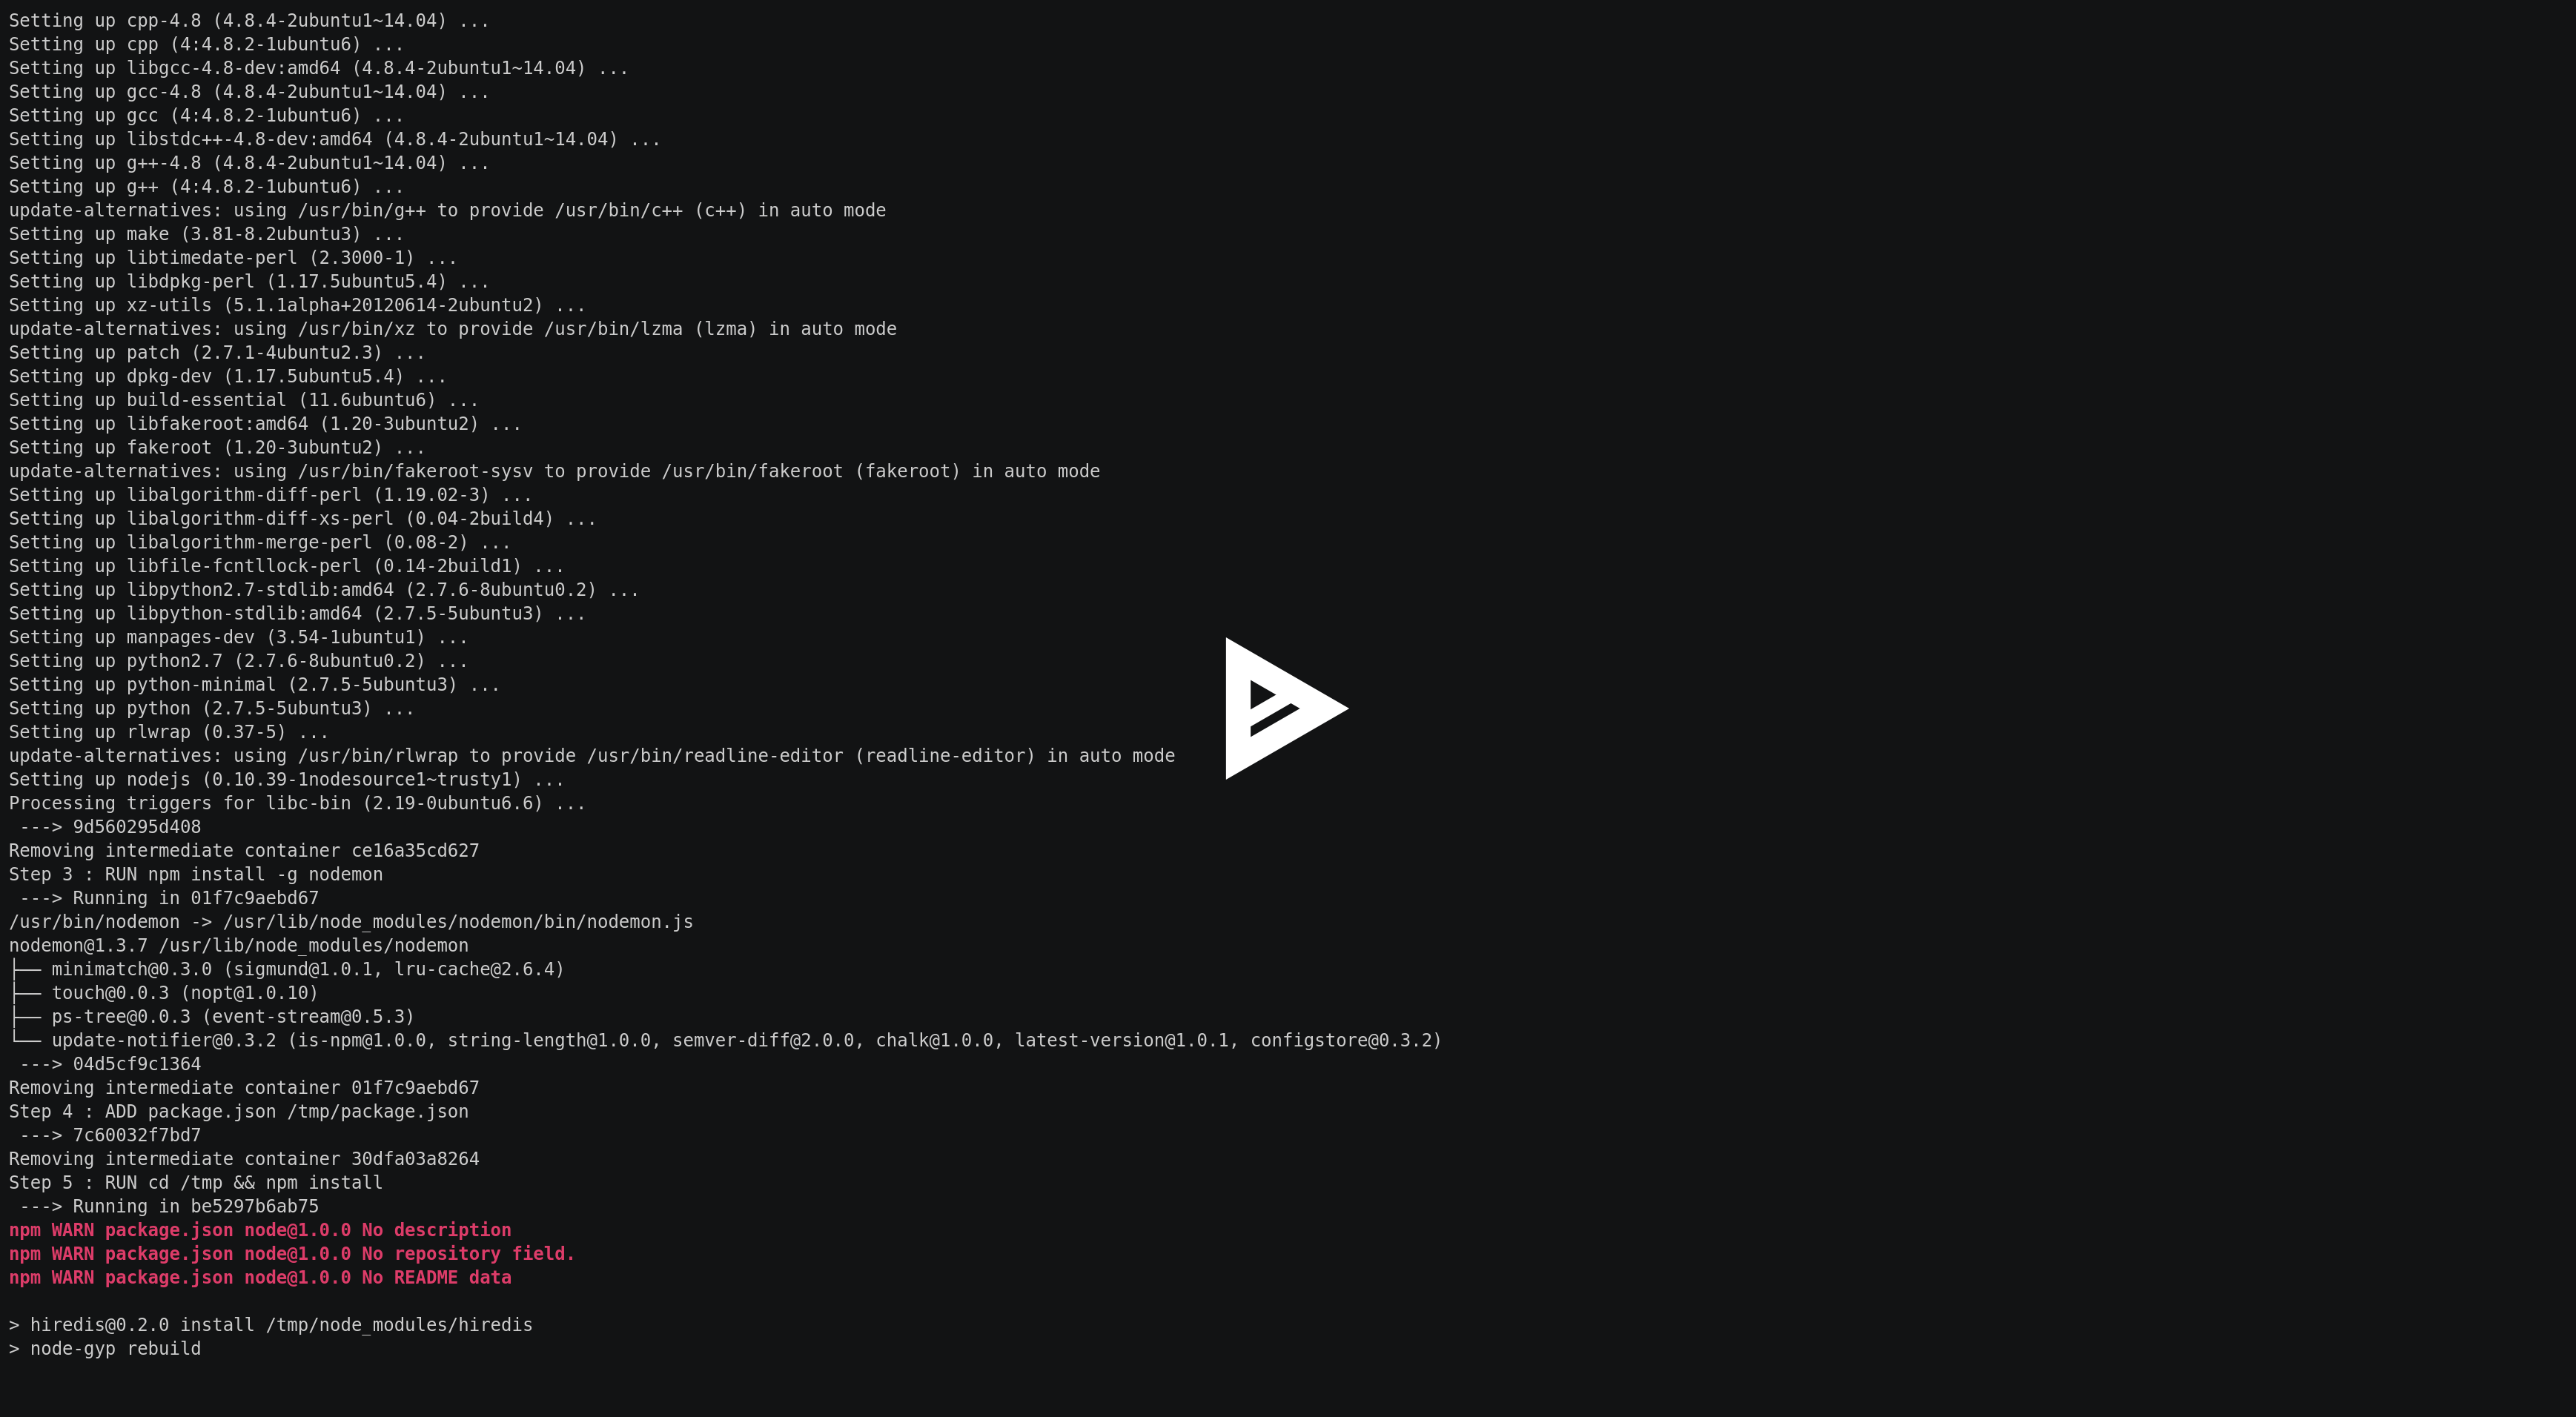 Setting up cpp-4.8 (4.8.4-2ubuntu1~14.04) ...
Setting up cpp (4:4.8.2-1ubuntu6) ...
Setting up libgcc-4.8-dev:amd64 (4.8.4-2ubuntu1~14.04) ...
Setting up gcc-4.8 (4.8.4-2ubuntu1~14.04) ...
Setting up gcc (4:4.8.2-1ubuntu6) ...
Setting up libstdc++-4.8-dev:amd64 (4.8.4-2ubuntu1~14.04) ...
Setting up g++-4.8 (4.8.4-2ubuntu1~14.04) ...
Setting up g++ (4:4.8.2-1ubuntu6) ...
update-alternatives: using /usr/bin/g++ to provide /usr/bin/c++ (c++) in auto mode
Setting up make (3.81-8.2ubuntu3) ...
Setting up libtimedate-perl (2.3000-1) ...
Setting up libdpkg-perl (1.17.5ubuntu5.4) ...
Setting up xz-utils (5.1.1alpha+20120614-2ubuntu2) ...
update-alternatives: using /usr/bin/xz to provide /usr/bin/lzma (lzma) in auto mode
Setting up patch (2.7.1-4ubuntu2.3) ...
Setting up dpkg-dev (1.17.5ubuntu5.4) ...
Setting up build-essential (11.6ubuntu6) ...
Setting up libfakeroot:amd64 (1.20-3ubuntu2) ...
Setting up fakeroot (1.20-3ubuntu2) ...
update-alternatives: using /usr/bin/fakeroot-sysv to provide /usr/bin/fakeroot (fakeroot) in auto mode
Setting up libalgorithm-diff-perl (1.19.02-3) ...
Setting up libalgorithm-diff-xs-perl (0.04-2build4) ...
Setting up libalgorithm-merge-perl (0.08-2) ...
Setting up libfile-fcntllock-perl (0.14-2build1) ...
Setting up libpython2.7-stdlib:amd64 (2.7.6-8ubuntu0.2) ...
Setting up libpython-stdlib:amd64 (2.7.5-5ubuntu3) ...
Setting up manpages-dev (3.54-1ubuntu1) ...
Setting up python2.7 (2.7.6-8ubuntu0.2) ...
Setting up python-minimal (2.7.5-5ubuntu3) ...
Setting up python (2.7.5-5ubuntu3) ...
Setting up rlwrap (0.37-5) ...
update-alternatives: using /usr/bin/rlwrap to provide /usr/bin/readline-editor (readline-editor) in auto mode
Setting up nodejs (0.10.39-1nodesource1~trusty1) ...
Processing triggers for libc-bin (2.19-0ubuntu6.6) ...
 ---> 9d560295d408
Removing intermediate container ce16a35cd627
Step 3 : RUN npm install -g nodemon
 ---> Running in 01f7c9aebd67
/usr/bin/nodemon -> /usr/lib/node_modules/nodemon/bin/nodemon.js
nodemon@1.3.7 /usr/lib/node_modules/nodemon
├── minimatch@0.3.0 (sigmund@1.0.1, lru-cache@2.6.4)
├── touch@0.0.3 (nopt@1.0.10)
├── ps-tree@0.0.3 (event-stream@0.5.3)
└── update-notifier@0.3.2 (is-npm@1.0.0, string-length@1.0.0, semver-diff@2.0.0, chalk@1.0.0, latest-version@1.0.1, configstore@0.3.2)
 ---> 04d5cf9c1364
Removing intermediate container 01f7c9aebd67
Step 4 : ADD package.json /tmp/package.json
 ---> 7c60032f7bd7
Removing intermediate container 30dfa03a8264
Step 5 : RUN cd /tmp && npm install
 ---> Running in be5297b6ab75
npm WARN package.json node@1.0.0 No description
npm WARN package.json node@1.0.0 No repository field.
npm WARN package.json node@1.0.0 No README data
> hiredis@0.2.0 install /tmp/node_modules/hiredis
> node-gyp rebuild